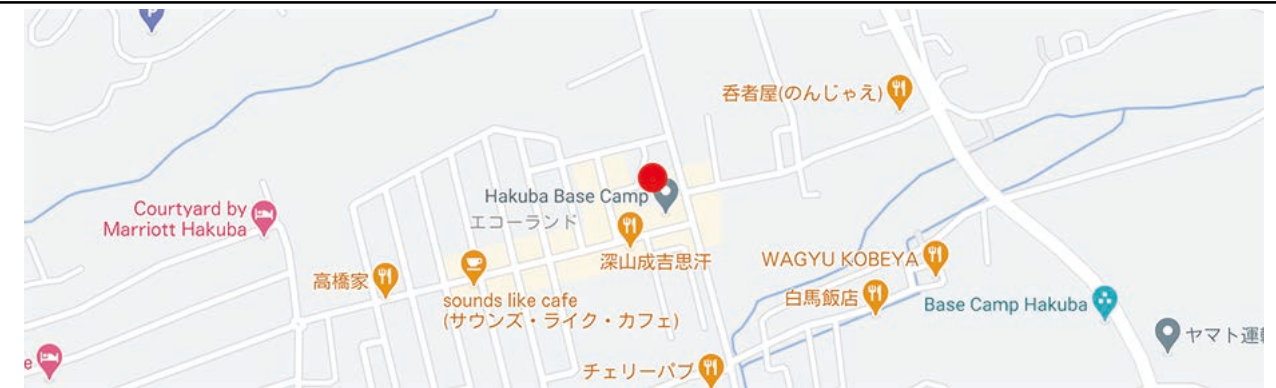 P
呑者屋(のんじゃえ)
Hakuba Base Camp
エコーランド
Courtyard by
Marriott Hakuba
深山成吉思汗
WAGYU KOBEYA
高橋家
sounds like cafe
(サウンズ・ライク・カフェ)
白馬飯店
Base Camp Hakuba
ヤマト運
e
チェリーパブ